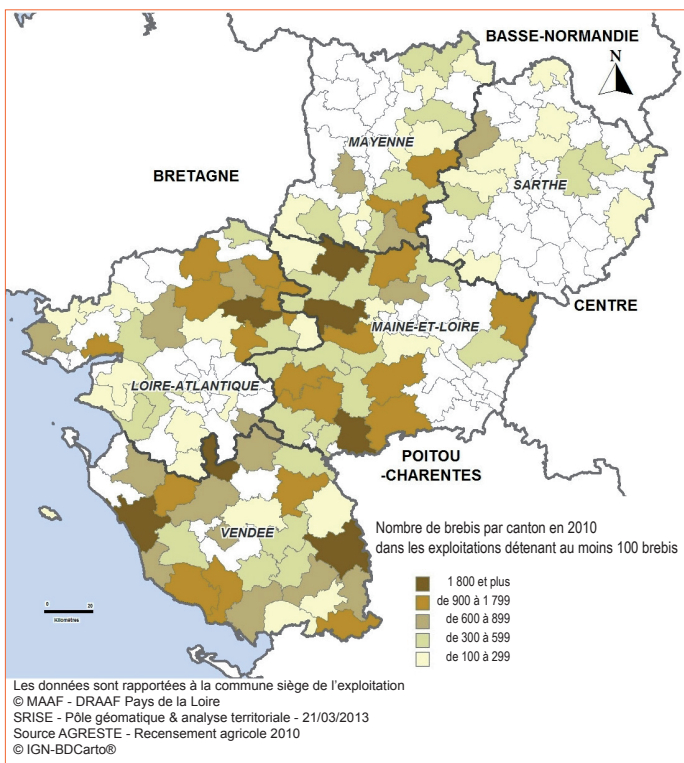 BASSE-NORMANDIE
N
MAYENNE
BRETAGNE
SARTHE
CENTRE
MAINE-ET-LOIRE
LOIRE-ATLANTIQUE
POITOU
-CHARENTES
VENDÉE
Nombre de brebis par canton en 2010
dans les exploitations détenant au moins 100 brebis
1 800 et plus
de 900 à 1 799
de 600 à 899
de 300 à 599
de 100 à 299
0 20
Kilomètres
Les données sont rapportées à la commune siège de l'exploitation
© MAAF - DRAAF Pays de la Loire
SRISE - Pôle géomatique & analyse territoriale - 21/03/2013
Source AGRESTE - Recensement agricole 2010
© IGN-BDCarto®